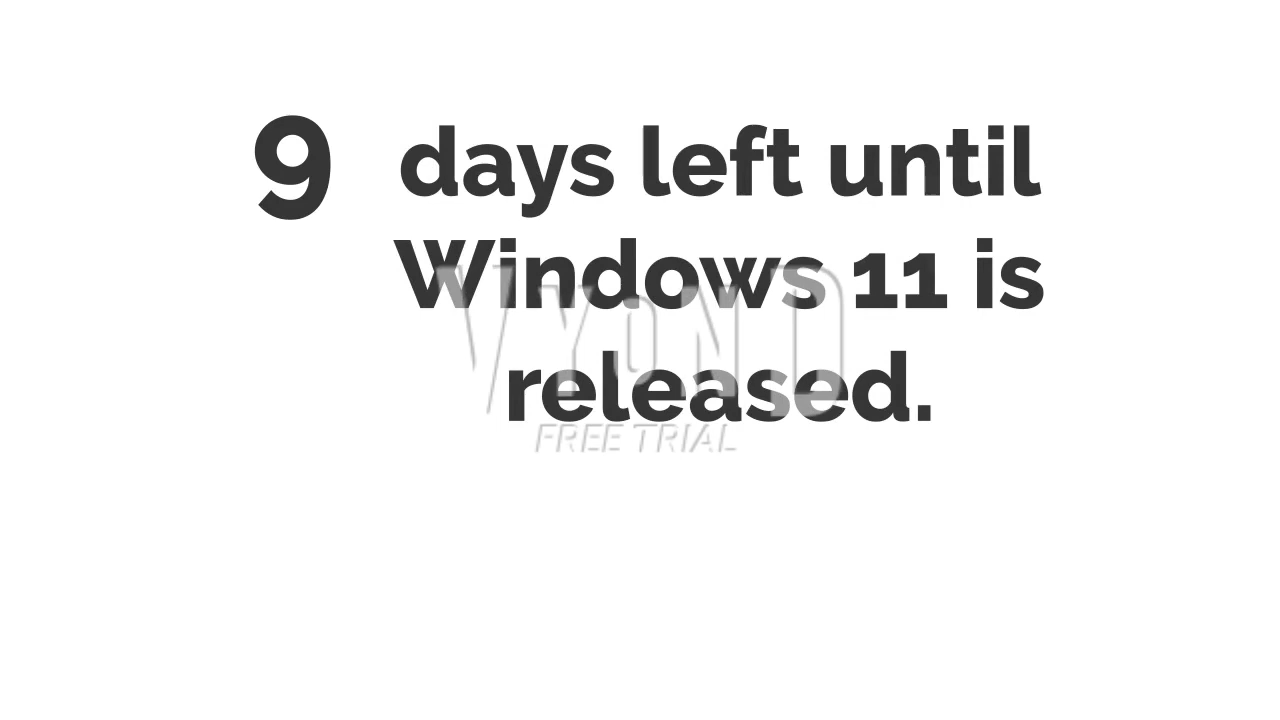 9 days left until
Windows 11 is
released.
VYOND
FREE TRIAL